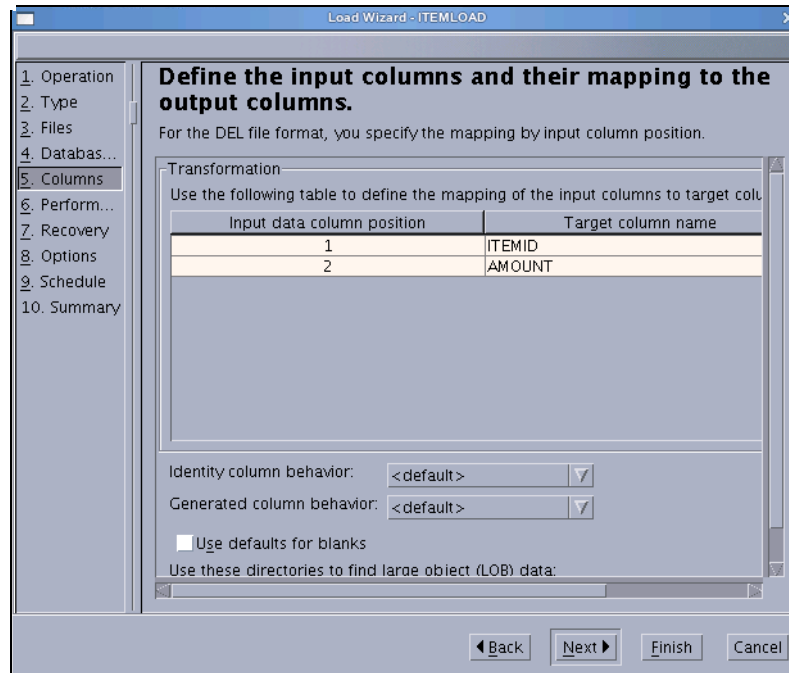 Load Wizard - ITEMLOAD
1. Operation
2. Type
3. Files
4. Databas...
5. Columns
6. Perform...
7. Recovery
8. Options
9. Schedule
10. Summary
Define the input columns and their mapping to the
output columns.
For the DEL file format, you specify the mapping by input column position.
Transformation
Use the following table to define the mapping of the input columns to target colu
Input data column position Target column name
1 ITEMID
2 AMOUNT
Identity column behavior: <default>
Generated column behavior: <default>
Use defaults for blanks
Use these directories to find large object (LOB) data:
Back Next Finish Cancel